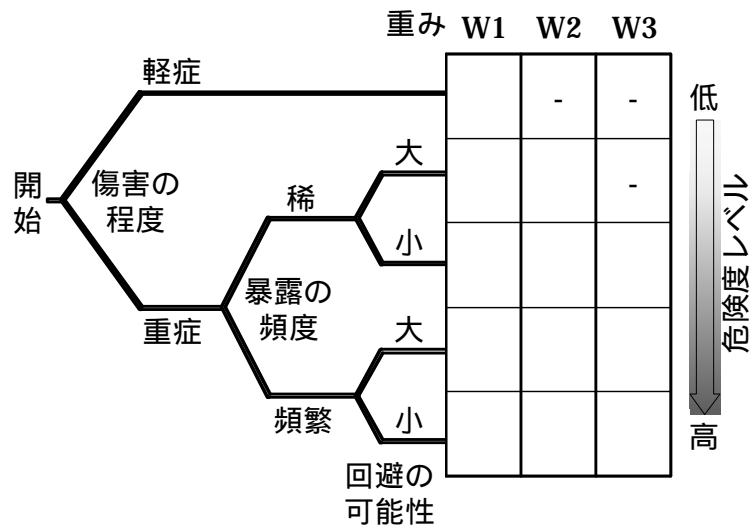 重み W1 W2 W3
軽症
- -
低
開始
傷害の
程度
大
-
稀
小
危険度レベル
暴露の
頻度
重症
大
頻繁
小
高
回避の
可能性